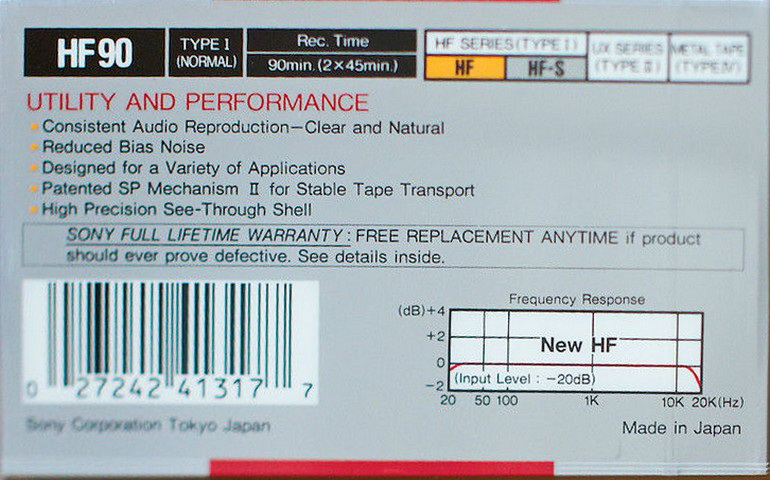 HF 90
TYPE I
(NORMAL)
Rec. Time
90min. (2×45min.)
HF SERIES (TYPE I)
HF
HF-S
UX SERIES
(TYPE II)
METAL TAPE
(TYPE IV)
UTILITY AND PERFORMANCE
Consistent Audio Reproduction—Clear and Natural
Reduced Bias Noise
Designed for a Variety of Applications
Patented SP Mechanism II for Stable Tape Transport
High Precision See-Through Shell
SONY FULL LIFETIME WARRANTY : FREE REPLACEMENT ANYTIME if product
should ever prove defective. See details inside.
Frequency Response
(dB) +4
+2
0
−2
New HF
(Input Level : −20dB)
20 50 100 1K 10K 20K (Hz)
0 27242 41317 7
Sony Corporation Tokyo Japan
Made in Japan